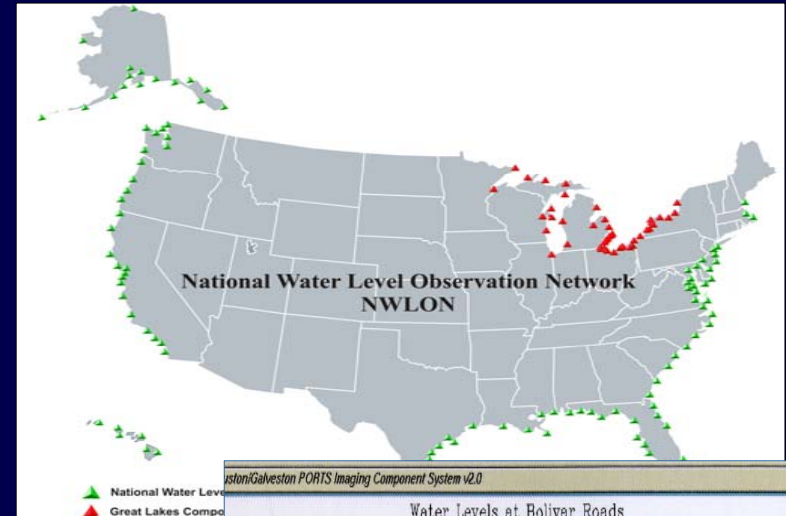 National Water Level Observation Network
NWLON
National Water Leve
Great Lakes Compo
uston/Galveston PORTS Imaging Component System v2.0
Water Levels at Bolivar Roads